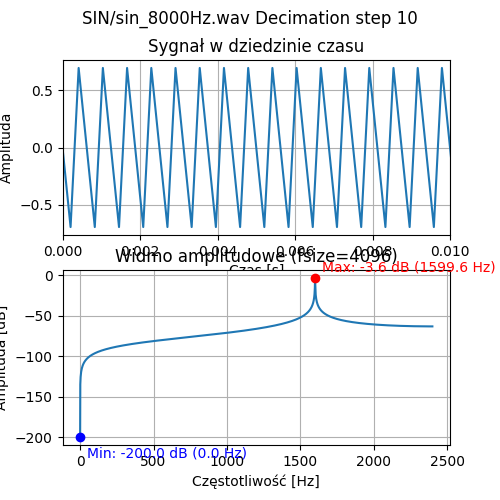 SIN/sin_8000Hz.wav Decimation step 10
Sygnał w dziedzinie czasu
Amplituda
0.5
0.0
−0.5
0.000 0.002 0.004 0.006 0.008 0.010
Czas [s]
Widmo amplitudowe (fsize=4096)
Max: -3.6 dB (1599.6 Hz)
Amplituda [dB]
0
−50
−100
−150
−200
Min: -200.0 dB (0.0 Hz)
0 500 1000 1500 2000 2500
Częstotliwość [Hz]